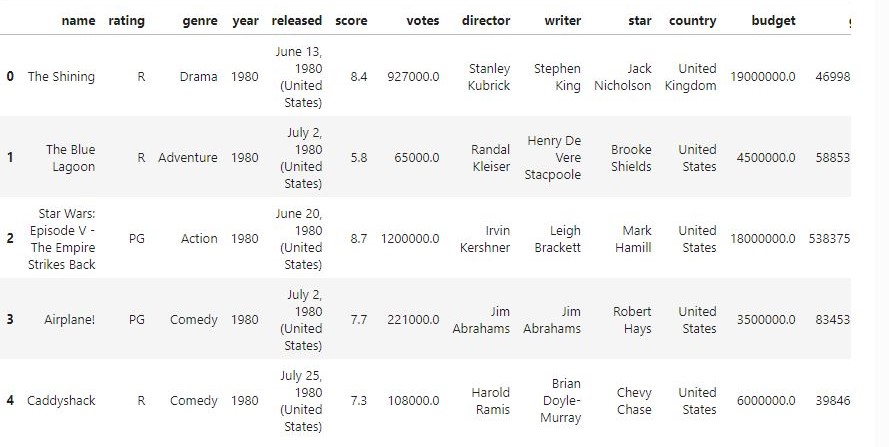 name rating genre year released score votes director writer star country budget
0 The Shining R Drama 1980 June 13, 1980 (United States) 8.4 927000.0 Stanley Kubrick Stephen King Jack Nicholson United Kingdom 19000000.0 46998
1 The Blue Lagoon R Adventure 1980 July 2, 1980 (United States) 5.8 65000.0 Randal Kleiser Henry De Vere Stacpoole Brooke Shields United States 4500000.0 58853
2 Star Wars: Episode V - The Empire Strikes Back PG Action 1980 June 20, 1980 (United States) 8.7 1200000.0 Irvin Kershner Leigh Brackett Mark Hamill United States 18000000.0 538375
3 Airplane! PG Comedy 1980 July 2, 1980 (United States) 7.7 221000.0 Jim Abrahams Jim Abrahams Robert Hays United States 3500000.0 83453
4 Caddyshack R Comedy 1980 July 25, 1980 (United States) 7.3 108000.0 Harold Ramis Brian Doyle-Murray Chevy Chase United States 6000000.0 39846